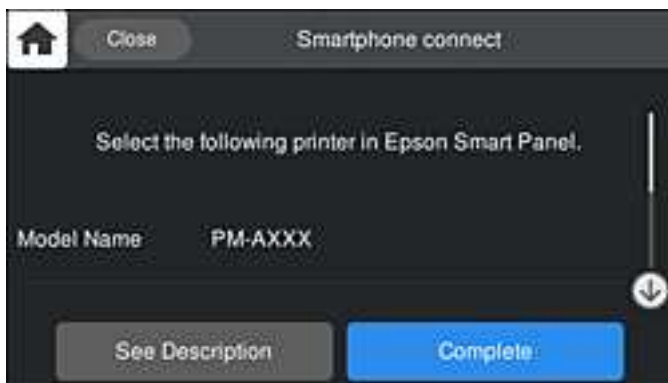 Close
Smartphone connect
Select the following printer in Epson Smart Panel.
Model Name PM-AXXX
See Description
Complete